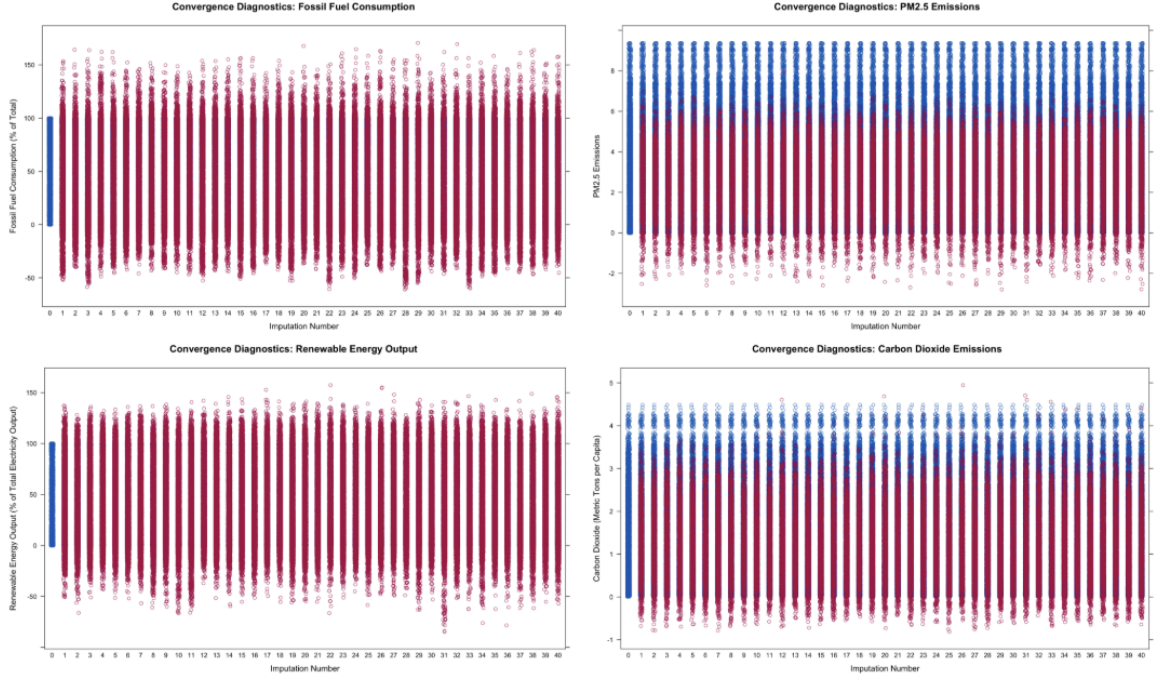 Convergence Diagnostics: Fossil Fuel Consumption
Fossil Fuel Consumption (% of Total)
150
100
50
0
-50
0 1 2 3 4 5 6 7 8 9 10 11 12 13 14 15 16 17 18 19 20 21 22 23 24 25 26 27 28 29 30 31 32 33 34 35 36 37 38 39 40
Imputation Number
Convergence Diagnostics: PM2.5 Emissions
PM2.5 Emissions
8
6
4
2
0
-2
0 1 2 3 4 5 6 7 8 9 10 11 12 13 14 15 16 17 18 19 20 21 22 23 24 25 26 27 28 29 30 31 32 33 34 35 36 37 38 39 40
Imputation Number
Convergence Diagnostics: Renewable Energy Output
Renewable Energy Output (% of Total Electricity Output)
150
100
50
0
-50
0 1 2 3 4 5 6 7 8 9 10 11 12 13 14 15 16 17 18 19 20 21 22 23 24 25 26 27 28 29 30 31 32 33 34 35 36 37 38 39 40
Imputation Number
Convergence Diagnostics: Carbon Dioxide Emissions
Carbon Dioxide (Metric Tons per Capita)
5
4
3
2
1
0
-1
0 1 2 3 4 5 6 7 8 9 10 11 12 13 14 15 16 17 18 19 20 21 22 23 24 25 26 27 28 29 30 31 32 33 34 35 36 37 38 39 40
Imputation Number